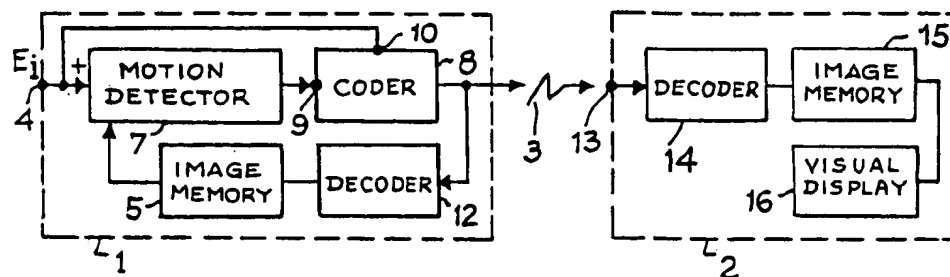 Ei
4
+
MOTION
DETECTOR
7
9
10
8
CODER
IMAGE
MEMORY
5
DECODER
12
1
3
13
DECODER
14
15
IMAGE
MEMORY
VISUAL
DISPLAY
16
2